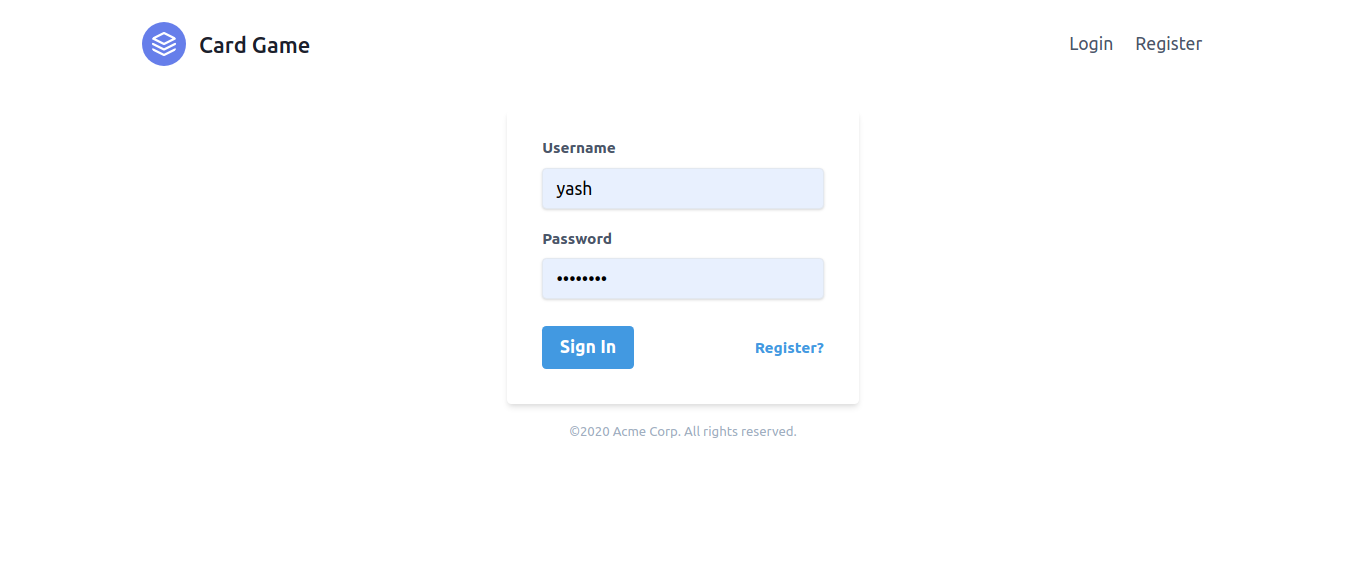 Card Game
Login Register
Username
yash
Password
••••••••
Sign In
Register?
©2020 Acme Corp. All rights reserved.